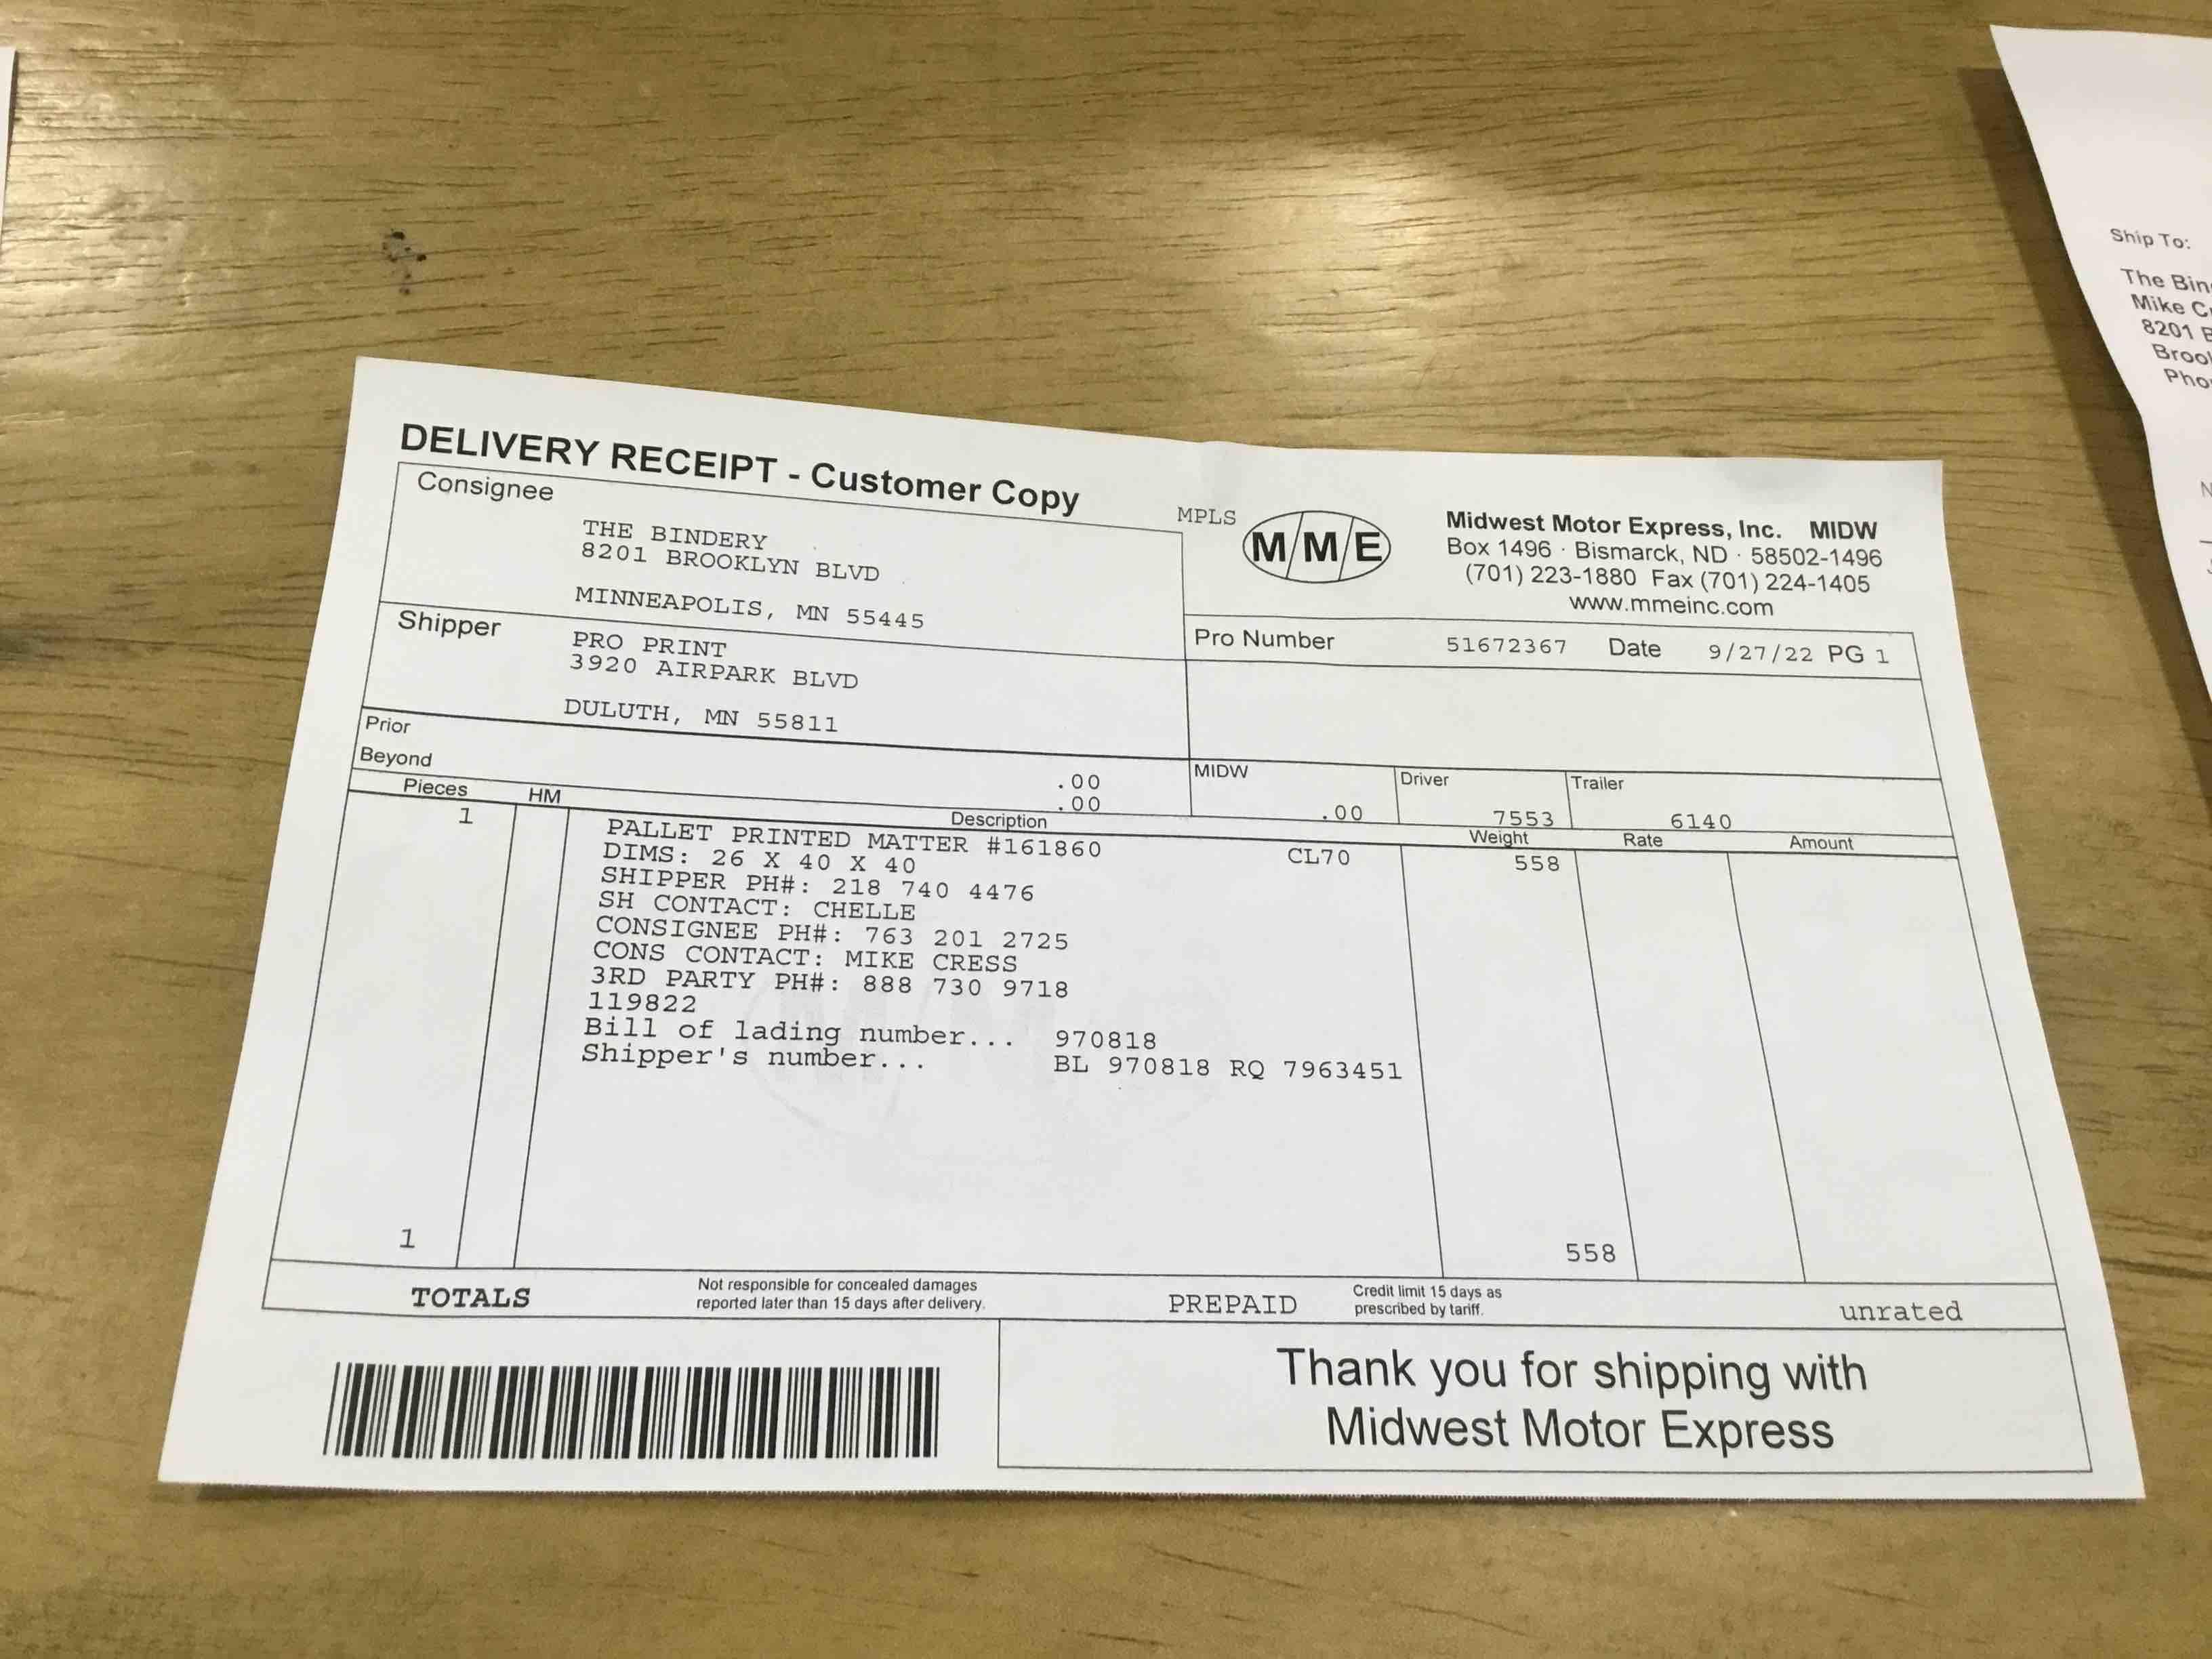 DELIVERY RECEIPT - Customer Copy
Consignee
THE BINDERY
8201 BROOKLYN BLVD
MINNEAPOLIS, MN 55445
MPLS
M/M/E
Midwest Motor Express, Inc. MIDW
Box 1496 · Bismarck, ND · 58502-1496
(701) 223-1880 Fax (701) 224-1405
www.mmeinc.com
Shipper
PRO PRINT
3920 AIRPARK BLVD
DULUTH, MN 55811
Pro Number 51672367 Date 9/27/22 PG 1
Prior .00
Beyond .00
MIDW .00
Driver 7553
Trailer 6140
Pieces HM Description Weight Rate Amount
1 PALLET PRINTED MATTER #161860 CL70 558
DIMS: 26 X 40 X 40
SHIPPER PH#: 218 740 4476
SH CONTACT: CHELLE
CONSIGNEE PH#: 763 201 2725
CONS CONTACT: MIKE CRESS
3RD PARTY PH#: 888 730 9718
119822
Bill of lading number... 970818
Shipper's number... BL 970818 RQ 7963451
1 558
TOTALS
Not responsible for concealed damages
reported later than 15 days after delivery.
PREPAID
Credit limit 15 days as
prescribed by tariff.
unrated
Thank you for shipping with
Midwest Motor Express
Ship To:
The
Mike
8201